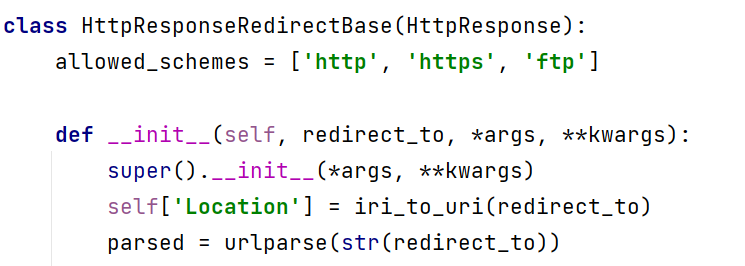 class HttpResponseRedirectBase(HttpResponse):
    allowed_schemes = ['http', 'https', 'ftp']

    def __init__(self, redirect_to, *args, **kwargs):
        super().__init__(*args, **kwargs)
        self['Location'] = iri_to_uri(redirect_to)
        parsed = urlparse(str(redirect_to))